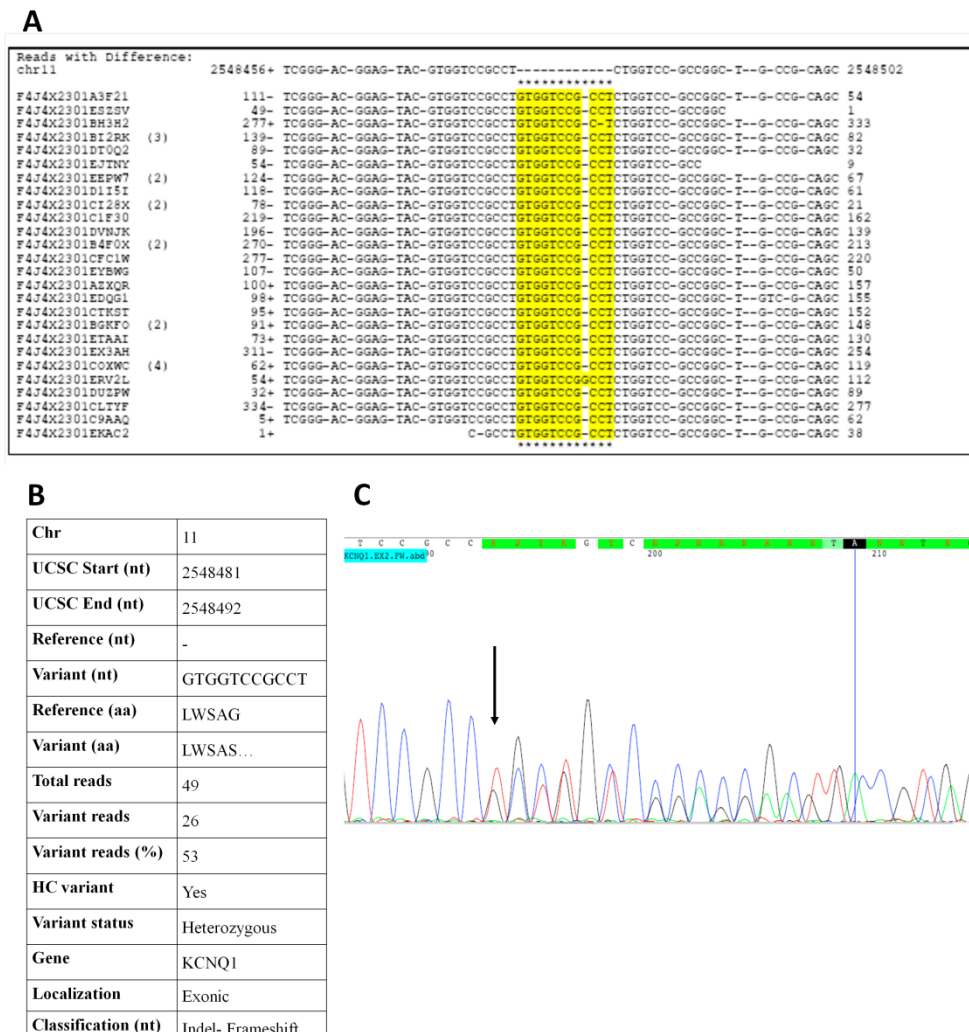 A
Reads with Difference:
chr11 2548456+ TCGGG-AC-GGAG-TAC-GTGGTCCGCCT------------CTGGTCC-GCCGGC-T--G-CCG-CAGC 2548502
************
F4J4X2301A3F21 111- TCGGG-AC-GGAG-TAC-GTGGTCCGCCTGTGGTCCG-CCTCTGGTCC-GCCGGC-T--G-CCG-CAGC 54
F4J4X2301ESZSV 49- TCGGG-AC-GGAG-TAC-GTGGTCCGCCTGTGGTCCG-CCTCTGGTCC-GCCGGC 1
F4J4X2301BH3H2 277+ TCGGG-AC-GGAG-TAC-GTGGTCCGCCTGTGGTCCG-C-TCTGGTCC-GCCGGC-T--G-CCG-CAGC 333
F4J4X2301BI2RK (3) 139- TCGGG-AC-GGAG-TAC-GTGGTCCGCCTGTGGTCCG-CCTCTGGTCC-GCCGGC-T--G-CCG-CAGC 82
F4J4X2301DT0Q2 89- TCGGG-AC-GGAG-TAC-GTGGTCCGCCTGTGGTCCG-CCTCTGGTCC-GCCGGC-T--G-CCG-CAGC 32
F4J4X2301EJTNY 54- TCGGG-AC-GGAG-TAC-GTGGTCCGCCTGTGGTCCG-CCTCTGGTCC-GCC 9
F4J4X2301EEPW7 (2) 124- TCGGG-AC-GGAG-TAC-GTGGTCCGCCTGTGGTCCG-CCTCTGGTCC-GCCGGC-T--G-CCG-CAGC 67
F4J4X2301D1I5I 118- TCGGG-AC-GGAG-TAC-GTGGTCCGCCTGTGGTCCG-CCTCTGGTCC-GCCGGC-T--G-CCG-CAGC 61
F4J4X2301CI28X (2) 78- TCGGG-AC-GGAG-TAC-GTGGTCCGCCTGTGGTCCG-CCTCTGGTCC-GCCGGC-T--G-CCG-CAGC 21
F4J4X2301C1F30 219- TCGGG-AC-GGAG-TAC-GTGGTCCGCCTGTGGTCCG-CCTCTGGTCC-GCCGGC-T--G-CCG-CAGC 162
F4J4X2301DVNJK 196- TCGGG-AC-GGAG-TAC-GTGGTCCGCCTGTGGTCCG-CCTCTGGTCC-GCCGGC-T--G-CCG-CAGC 139
F4J4X2301B4F0X (2) 270- TCGGG-AC-GGAG-TAC-GTGGTCCGCCTGTGGTCCG-CCTCTGGTCC-GCCGGC-T--G-CCG-CAGC 213
F4J4X2301CFC1W 277- TCGGG-AC-GGAG-TAC-GTGGTCCGCCTGTGGTCCG-CCTCTGGTCC-GCCGGC-T--G-CCG-CAGC 220
F4J4X2301EYBWG 107- TCGGG-AC-GGAG-TAC-GTGGTCCGCCTGTGGTCCG-CCTCTGGTCC-GCCGGC-T--G-CCG-CAGC 50
F4J4X2301AZXQR 100+ TCGGG-AC-GGAG-TAC-GTGGTCCGCCTGTGGTCCG-CCTCTGGTCC-GCCGGC-T--G-CCG-CAGC 157
F4J4X2301EDQG1 98+ TCGGG-AC-GGAG-TAC-GTGGTCCGCCTGTGGTCCG-CCTCTGGTCC-GCCGGC-T--GTC-G-CAGC 155
F4J4X2301CTKST 95+ TCGGG-AC-GGAG-TAC-GTGGTCCGCCTGTGGTCCG-CCTCTGGTCC-GCCGGC-T--G-CCG-CAGC 152
F4J4X2301BGKFO (2) 91+ TCGGG-AC-GGAG-TAC-GTGGTCCGCCTGTGGTCCG-CCTCTGGTCC-GCCGGC-T--G-CCG-CAGC 148
F4J4X2301ETAAI 73+ TCGGG-AC-GGAG-TAC-GTGGTCCGCCTGTGGTCCG-CCTCTGGTCC-GCCGGC-T--G-CCG-CAGC 130
F4J4X2301EX3AH 311- TCGGG-AC-GGAG-TAC-GTGGTCCGCCTGTGGTCCG-CCTCTGGTCC-GCCGGC-T--G-CCG-CAGC 254
F4J4X2301COXWC (4) 62+ TCGGG-AC-GGAG-TAC-GTGGTCCGCCTGTGGTCCG-CCTCTGGTCC-GCCGGC-T--G-CCG-CAGC 119
F4J4X2301ERV2L 54+ TCGGG-AC-GGAG-TAC-GTGGTCCGCCTGTGGTCCGGCCTCTGGTCC-GCCGGC-T--G-CCG-CAGC 112
F4J4X2301DUZPW 32+ TCGGG-AC-GGAG-TAC-GTGGTCCGCCTGTGGTCCG-CCTCTGGTCC-GCCGGC-T--G-CCG-CAGC 89
F4J4X2301CLTYF 334- TCGGG-AC-GGAG-TAC-GTGGTCCGCCTGTGGTCCG-CCTCTGGTCC-GCCGGC-T--G-CCG-CAGC 277
F4J4X2301C9AAQ 5+ TCGGG-AC-GGAG-TAC-GTGGTCCGCCTGTGGTCCG-CCTCTGGTCC-GCCGGC-T--G-CCG-CAGC 62
F4J4X2301EKAC2 1+ C-GCCTGTGGTCCG-CCTCTGGTCC-GCCGGC-T--G-CCG-CAGC 38
************
B
Chr 11
UCSC Start (nt) 2548481
UCSC End (nt) 2548492
Reference (nt) -
Variant (nt) GTGGTCCGCCT
Reference (aa) LWSAG
Variant (aa) LWSAS…
Total reads 49
Variant reads 26
Variant reads (%) 53
HC variant Yes
Variant status Heterozygous
Gene KCNQ1
Localization Exonic
Classification (nt) Indel- Frameshift
C
T C C G C C G T C T A
KCNQ1.EX2.FW.abd 90 200 210